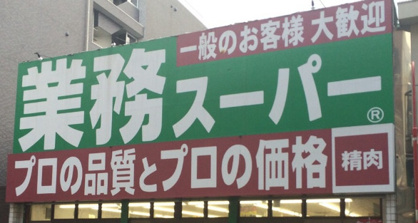 一般のお客様 大歓迎
業務スーパー®
プロの品質とプロの価格
精肉